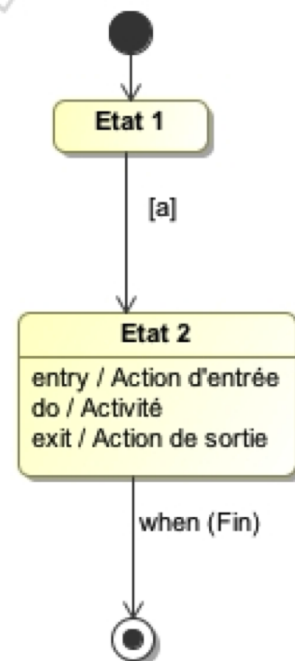 Etat 1
[a]
Etat 2
entry / Action d'entrée
do / Activité
exit / Action de sortie
when (Fin)